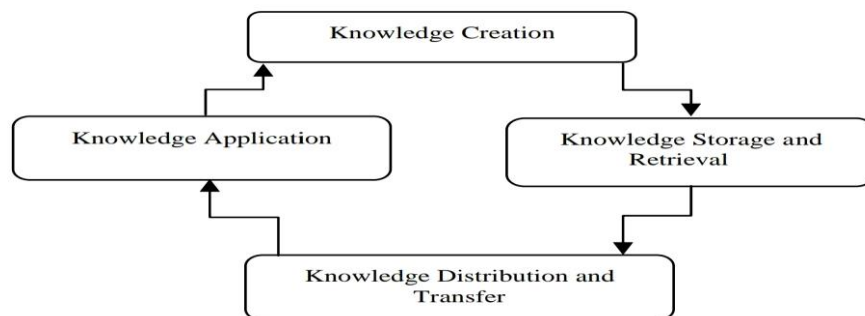 Knowledge Creation
Knowledge Application
Knowledge Storage and
Retrieval
Knowledge Distribution and
Transfer